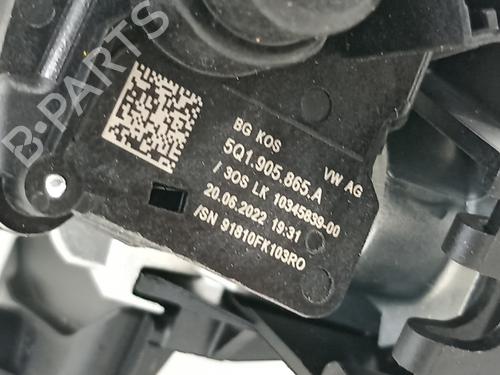 B-PARTS
BG KOS VW AG
5Q1.905.865.A
/ 3OS LK 10345839-00
20.06.2022 19:31
/SN 91810FK103RO